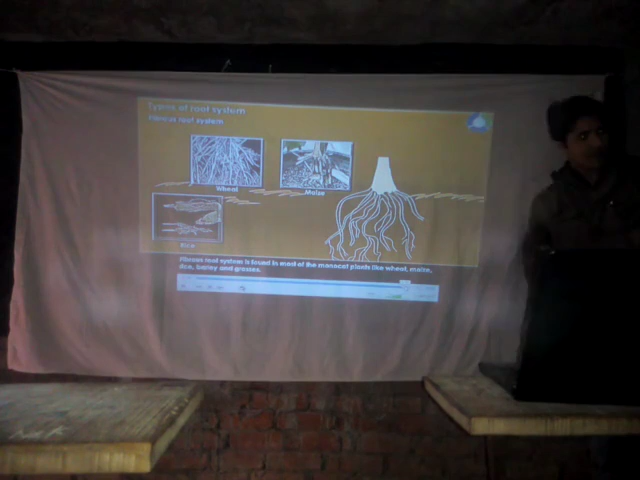 Types of root system
Fibrous root system
Wheat
Maize
Rice
Fibrous root system is found in most of the monocot plants like wheat, maize,
rice, barley and grasses.